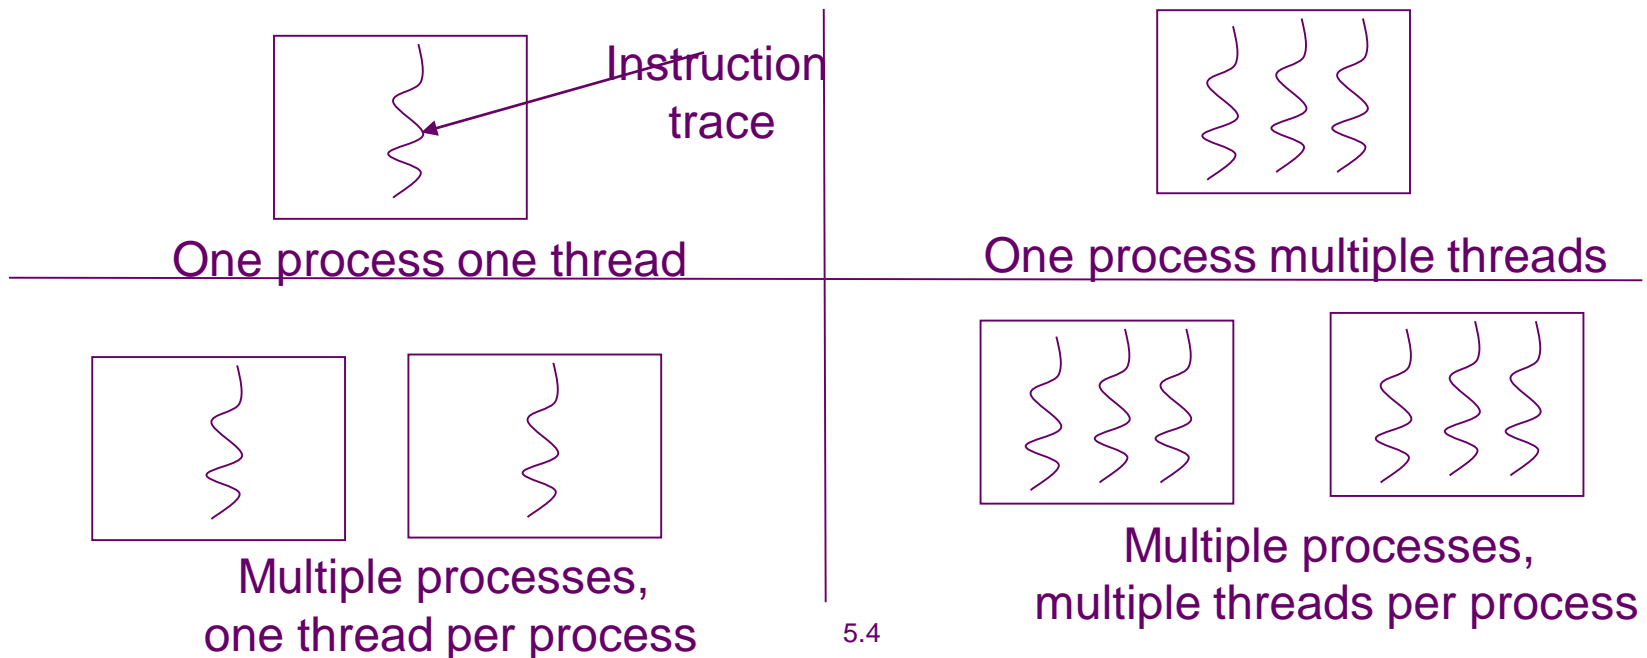 Instruction
trace
One process one thread
One process multiple threads
Multiple processes,
one thread per process
Multiple processes,
multiple threads per process
5.4